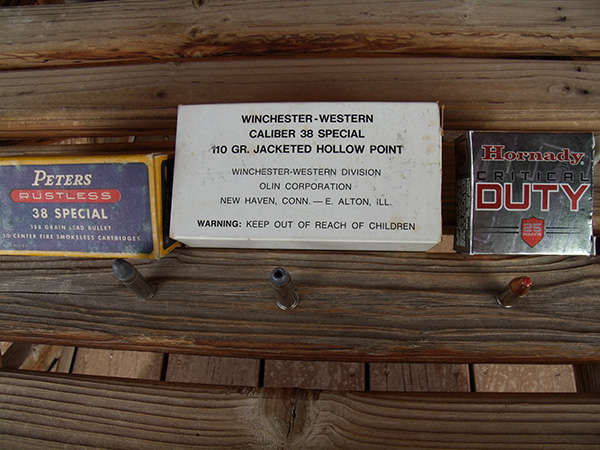 PETERS
RUSTLESS
38 SPECIAL
158 GRAIN LEAD BULLET
50 CENTER FIRE SMOKELESS CARTRIDGES
WINCHESTER-WESTERN
CALIBER 38 SPECIAL
110 GR. JACKETED HOLLOW POINT
WINCHESTER-WESTERN DIVISION
OLIN CORPORATION
NEW HAVEN, CONN. — E. ALTON, ILL.
WARNING: KEEP OUT OF REACH OF CHILDREN
Hornady
CRITICAL
DUTY
25